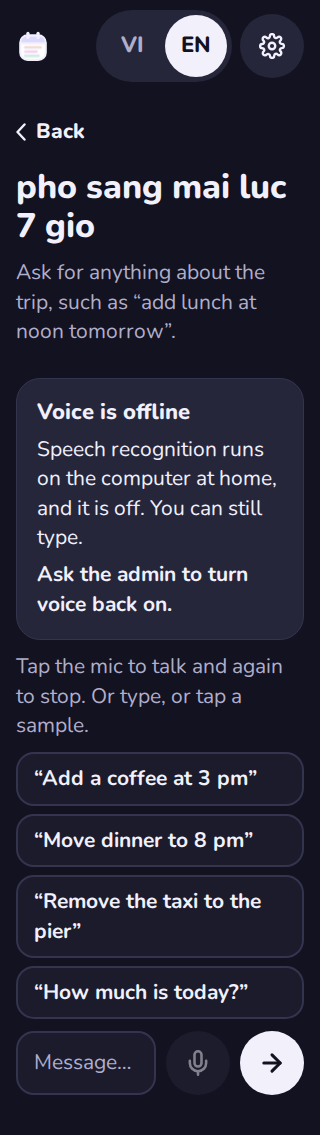 VI
EN
Back
pho sang mai luc
7 gio
Ask for anything about the
trip, such as “add lunch at
noon tomorrow”.
Voice is offline
Speech recognition runs
on the computer at home,
and it is off. You can still
type.
Ask the admin to turn
voice back on.
Tap the mic to talk and again
to stop. Or type, or tap a
sample.
“Add a coffee at 3 pm”
“Move dinner to 8 pm”
“Remove the taxi to the
pier”
“How much is today?”
Message...